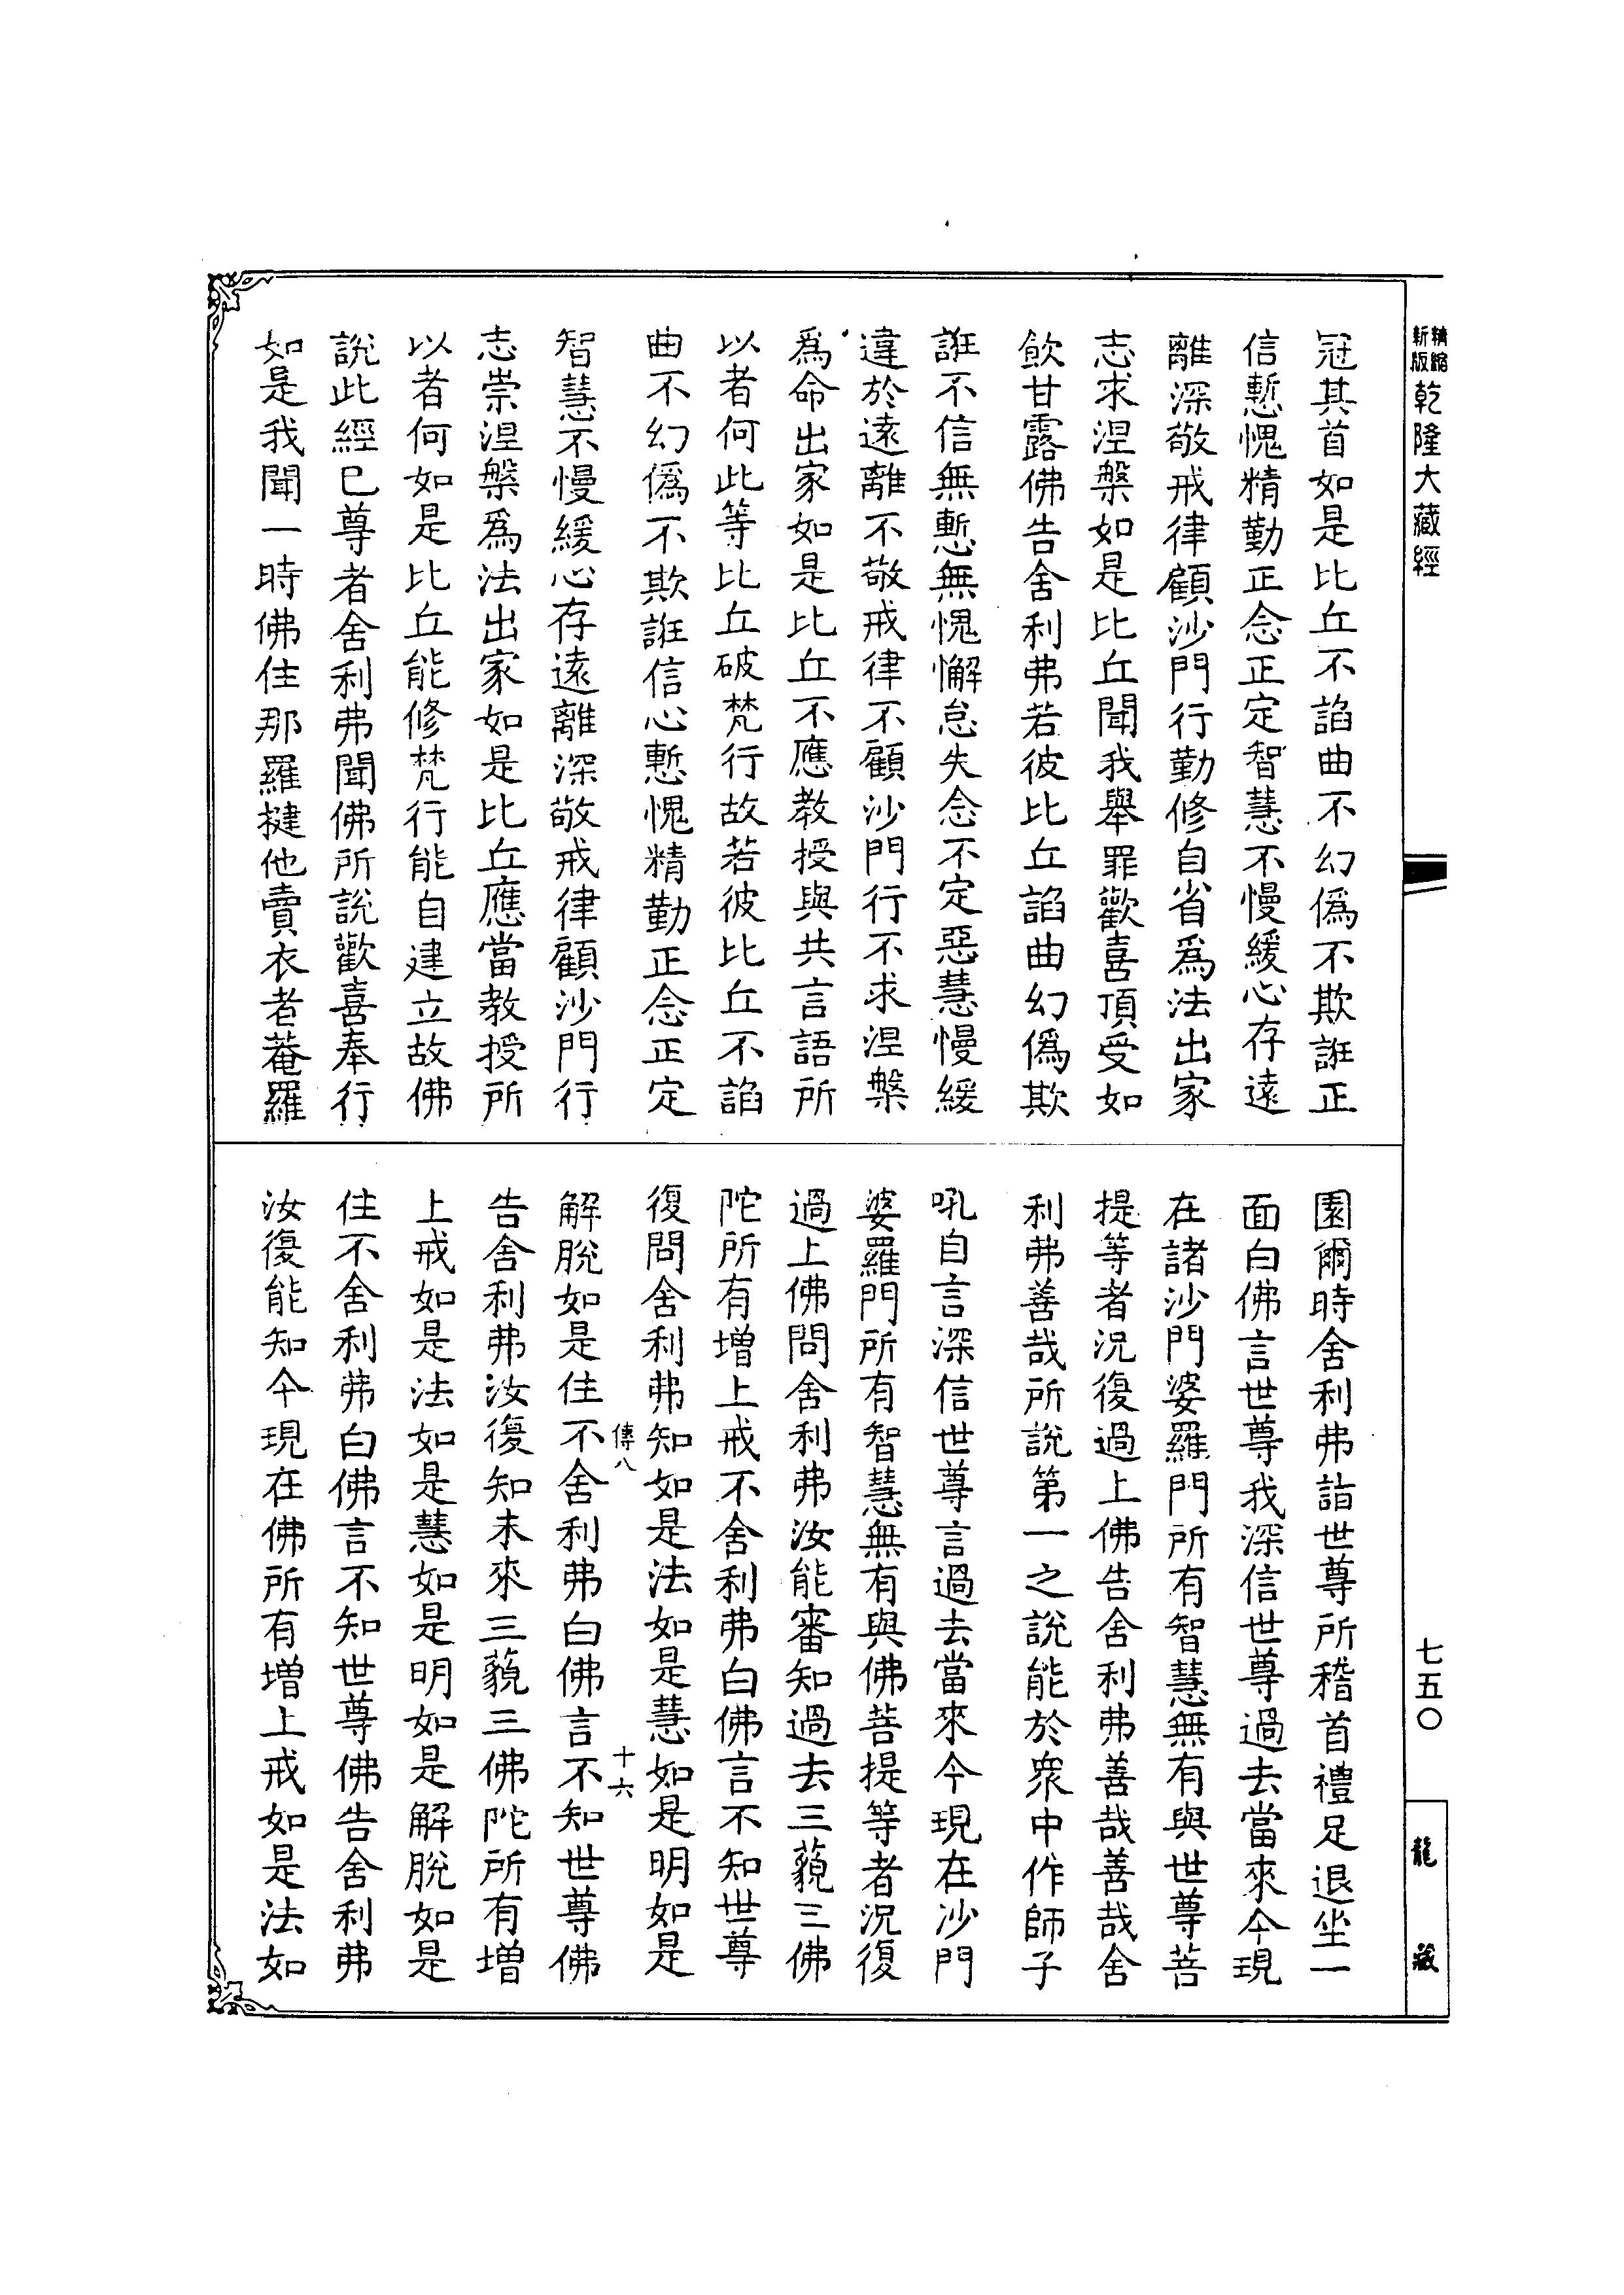 精縮新版乾隆大藏經
七五〇
龍藏
冠其首如是比丘不諂曲不幻偽不欺誑正
信慙愧精勤正念正定智慧不慢緩心存遠
離深敬戒律顧沙門行勤修自省爲法出家
志求涅槃如是比丘聞我舉罪歡喜頂受如
飲甘露佛告舍利弗若彼比丘諂曲幻偽欺
誑不信無慙無愧懈怠失念不定惡慧慢緩
違於遠離不敬戒律不顧沙門行不求涅槃
爲命出家如是比丘不應教授與共言語所
以者何此等比丘破梵行故若彼比丘不諂
曲不幻偽不欺誑信心慙愧精勤正念正定
智慧不慢緩心存遠離深敬戒律顧沙門行
志崇涅槃爲法出家如是比丘應當教授所
以者何如是比丘能修梵行能自建立故佛
說此經已尊者舍利弗聞佛所說歡喜奉行
如是我聞一時佛住那羅揵他賣衣者菴羅
園爾時舍利弗詣世尊所稽首禮足退坐一
面白佛言世尊我深信世尊過去當來今現
在諸沙門婆羅門所有智慧無有與世尊菩
提等者況復過上佛告舍利弗善哉善哉舍
利弗善哉所說第一之說能於衆中作師子
吼自言深信世尊言過去當來今現在沙門
婆羅門所有智慧無有與佛菩提等者況復
過上佛問舍利弗汝能審知過去三藐三佛
陀所有增上戒不舍利弗白佛言不知世尊
復問舍利弗知如是法如是慧如是明如是
傳八 十六
解脫如是住不舍利弗白佛言不知世尊佛
告舍利弗汝復知未來三藐三佛陀所有增
上戒如是法如是慧如是明如是解脫如是
住不舍利弗白佛言不知世尊佛告舍利弗
汝復能知今現在佛所有增上戒如是法如